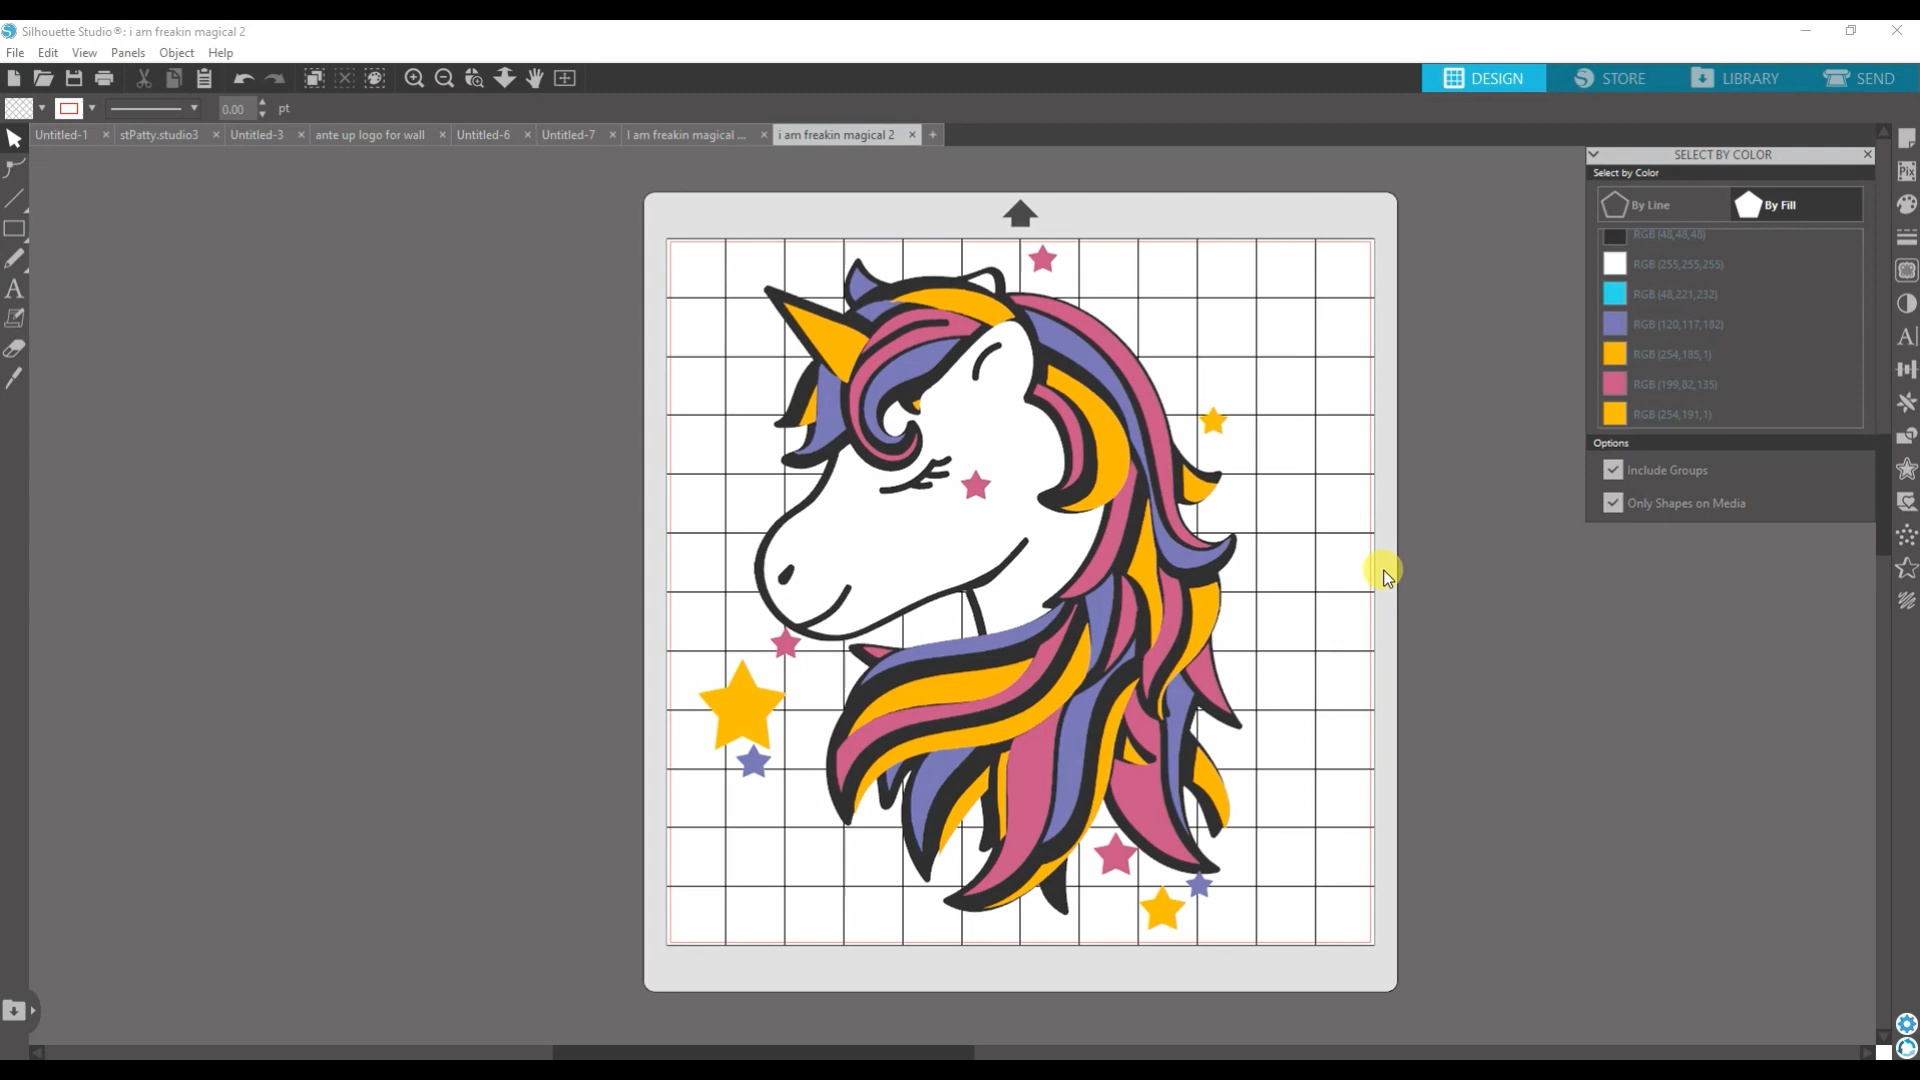 Silhouette Studio®: i am freakin magical 2
File Edit View Panels Object Help
DESIGN STORE LIBRARY SEND
0.00 pt
Untitled-1 stPatty.studio3 Untitled-3 ante up logo for wall Untitled-6 Untitled-7 I am freakin magical ... i am freakin magical 2
SELECT BY COLOR
Select by Color
By Line By Fill
RGB (48,48,48)
RGB (255,255,255)
RGB (48,221,232)
RGB (120,117,182)
RGB (254,185,1)
RGB (199,82,135)
RGB (254,191,1)
Options
Include Groups
Only Shapes on Media
Pix